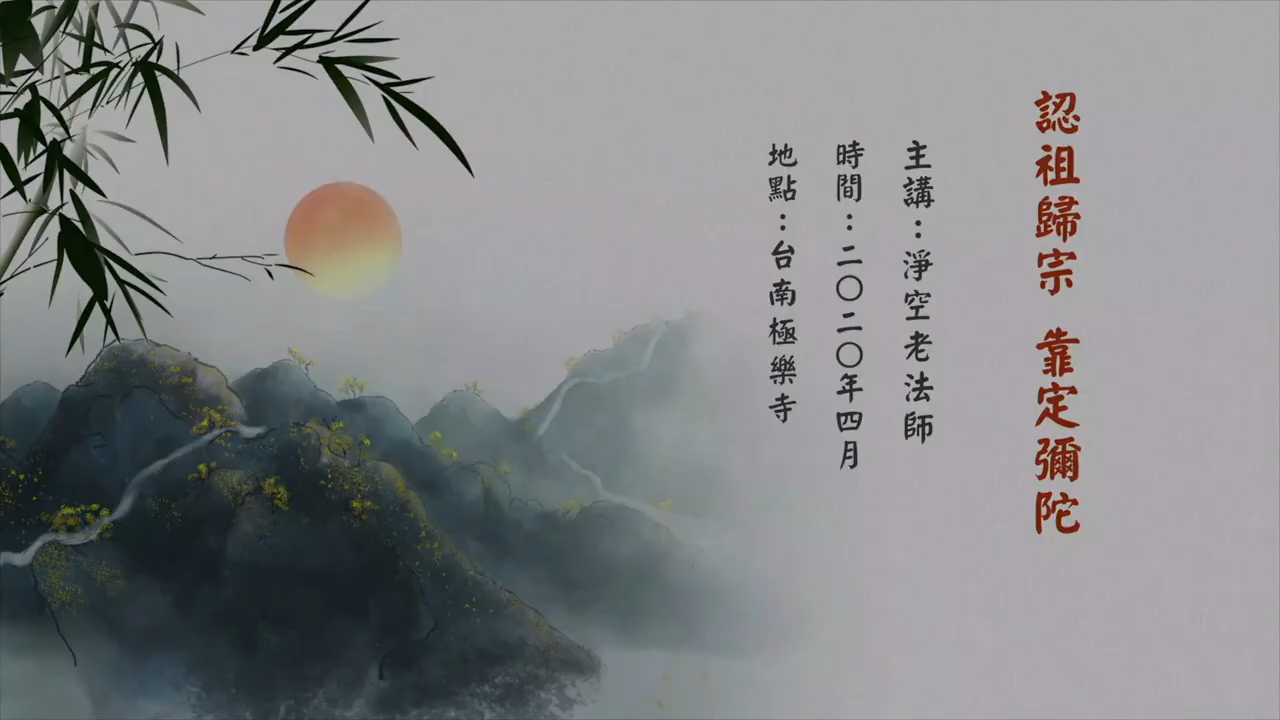 認祖歸宗 靠定彌陀
主講：淨空老法師
時間：二〇二〇年四月
地點：台南極樂寺